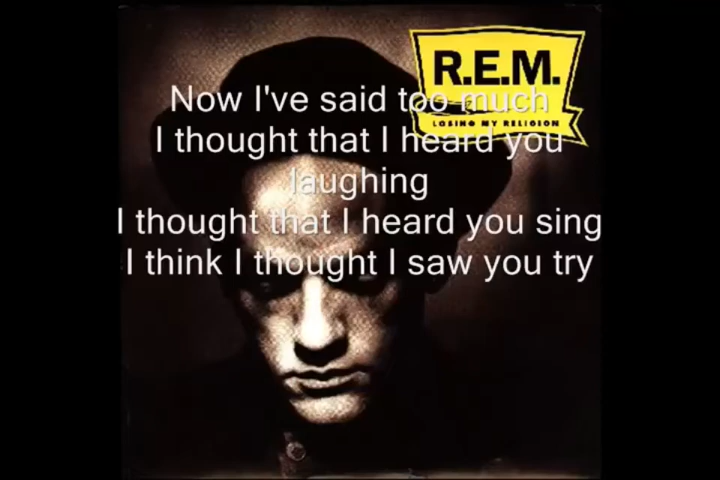 R.E.M.
LOSING MY RELIGION
Now I've said too much
I thought that I heard you
laughing
I thought that I heard you sing
I think I thought I saw you try